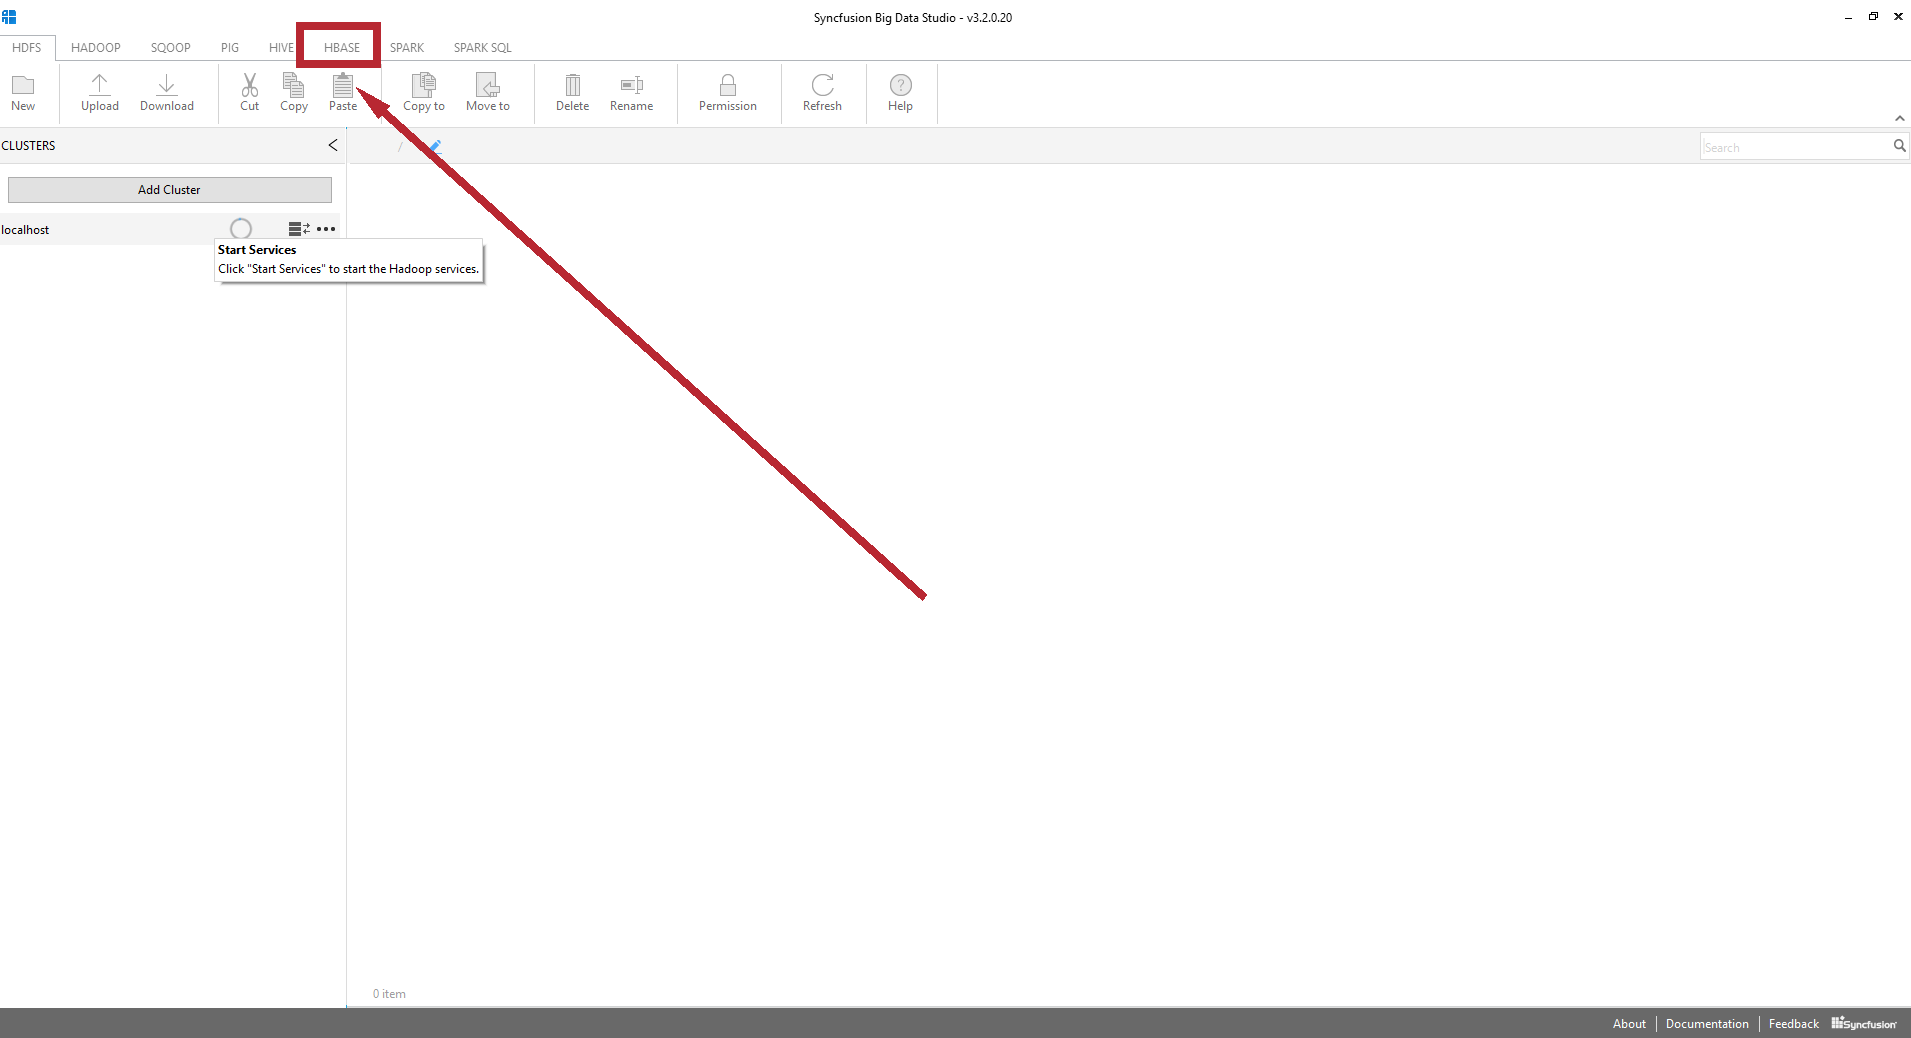 Syncfusion Big Data Studio - v3.2.0.20
HDFS HADOOP SQOOP PIG HIVE HBASE SPARK SPARK SQL
New Upload Download Cut Copy Paste Copy to Move to Delete Rename Permission Refresh ? Help
CLUSTERS
/
Search
Add Cluster
localhost
Start Services
Click "Start Services" to start the Hadoop services.
0 item
About Documentation Feedback Syncfusion